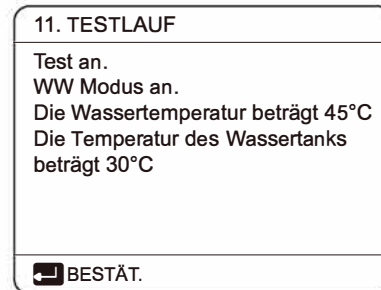 11. TESTLAUF
Test an.
WW Modus an.
Die Wassertemperatur beträgt 45°C
Die Temperatur des Wassertanks
beträgt 30°C
BESTÄT.